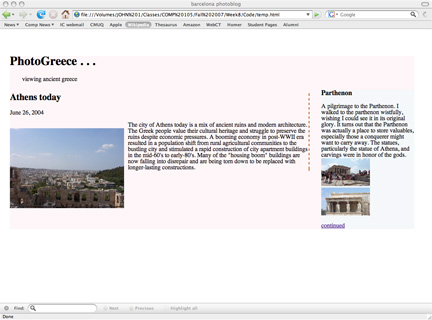 barcelona photoblog
file:///Volumes/JOHN%201/Classes/COMP%20105/Fall%202007/Week8/Code/temp.html
Google
News
Comp News
IC webmail
Thesaurus
Amazon
Wikipedia
WebCT
Homer
Student Pages
Alumni
PhotoGreece . . .
viewing ancient greece
Athens today
June 26, 2004
The city of Athens today is a mix of ancient ruins and modern architecture.
The Greek people value their cultural heritage and struggle to preserve the
ruins despite economic pressures. A booming economy in post-WWII era
resulted in a population shift from rural agricultural communities to the
bustling city and stimulated a rapid construction of city apartment buildings
in the mid-60's to early-80's. Many of the "housing boom" buildings are
now falling into disrepair and are being torn down to be replaced with
longer-lasting constructions.
Parthenon
A pilgrimage to the Parthenon. I
walked to the parthenon wistfully,
wishing I could see it in its original
glory. It turns out that the Parthenon
was actually a place to store valuables,
especially those a conquerer might
want to carry away. The statues,
particularly the statue of Athena, and
carvings were in honor of the gods.
continued
Find:
Next
Previous
Highlight all
Done